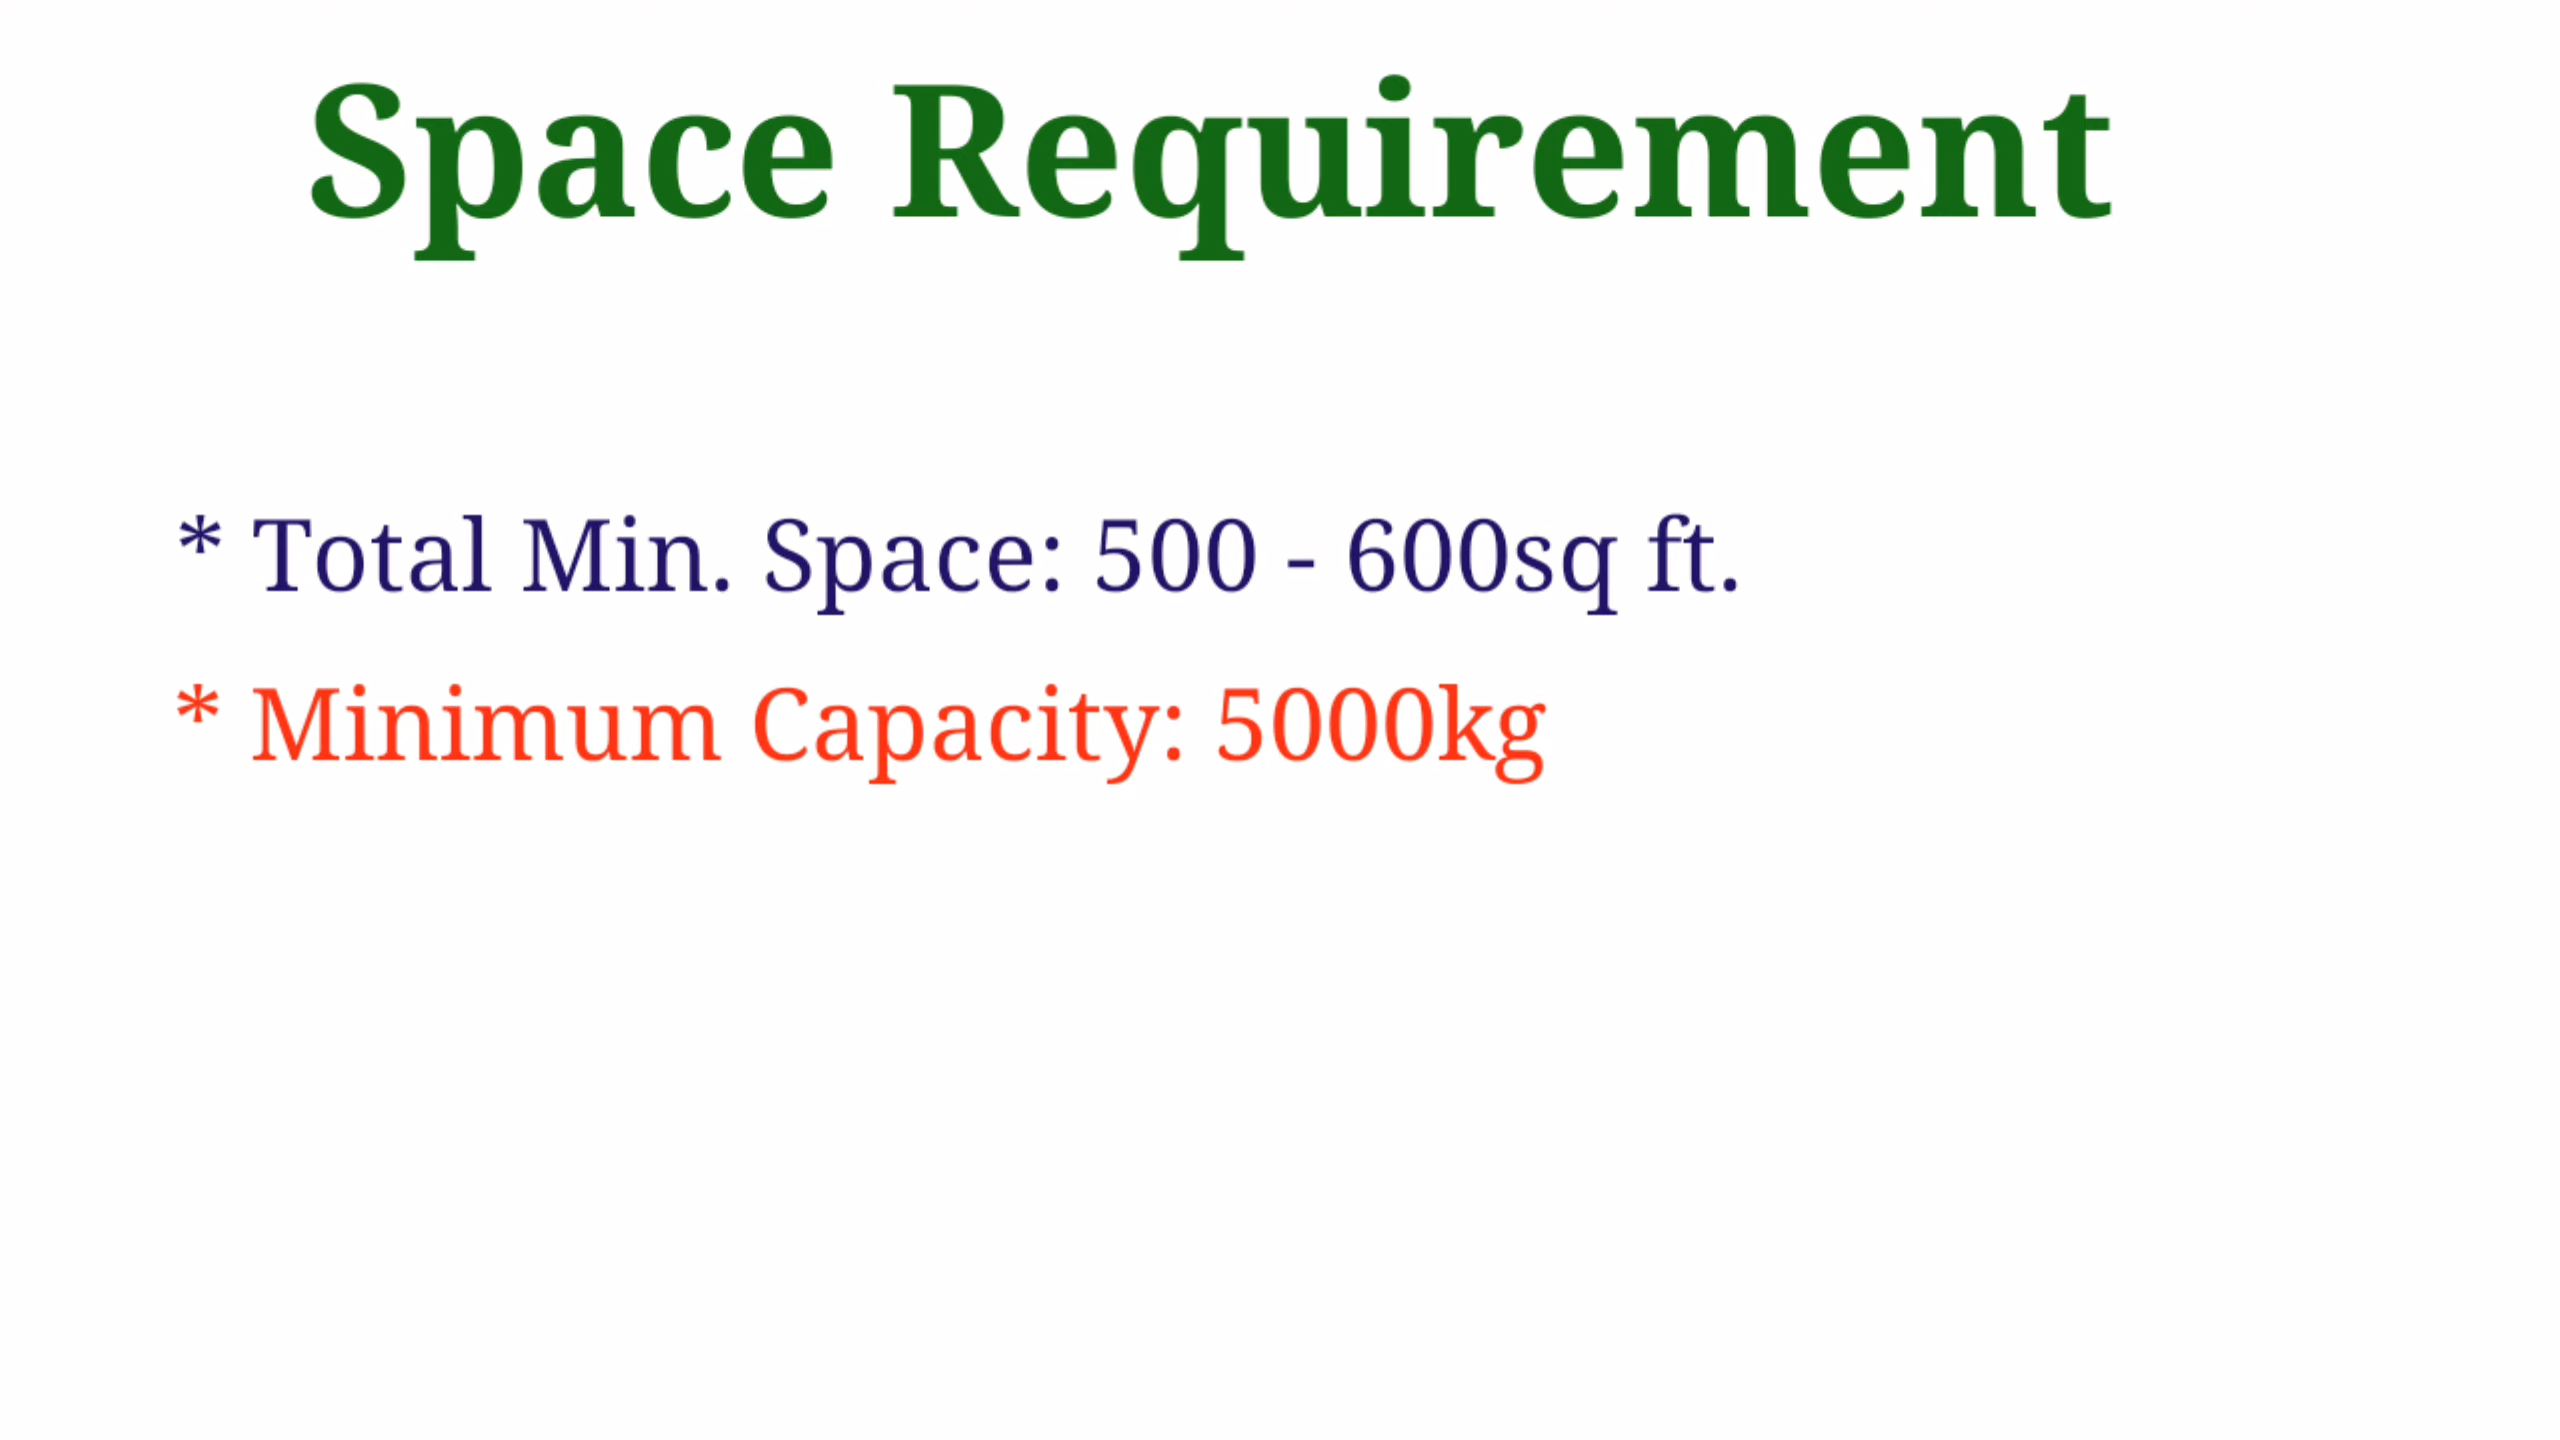 Space Requirement
* Total Min. Space: 500 - 600sq ft.
* Minimum Capacity: 5000kg